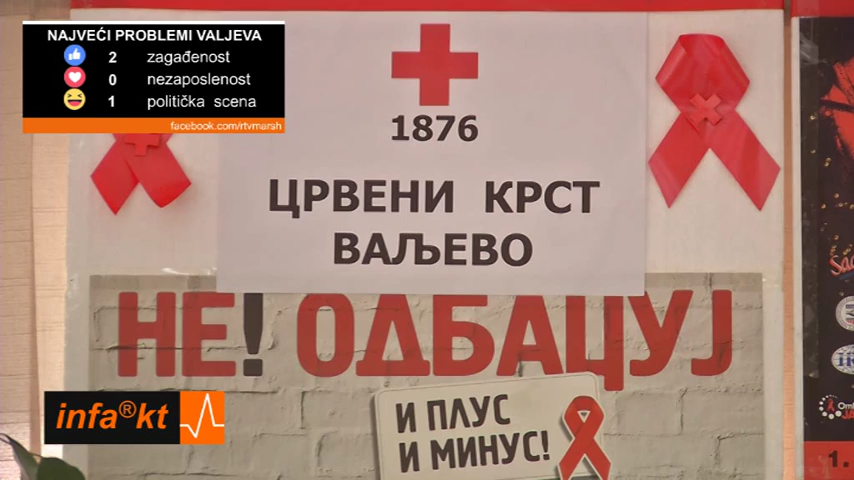 NAJVEĆI PROBLEMI VALJEVA
2 zagađenost
0 nezaposlenost
1 politička scena
facebook.com/rtvmarsh
1876
ЦРВЕНИ КРСТ
ВАЉЕВО
НЕ! ОДБАЦУЈ
И ПЛУС
И МИНУС!
infa®kt
1.